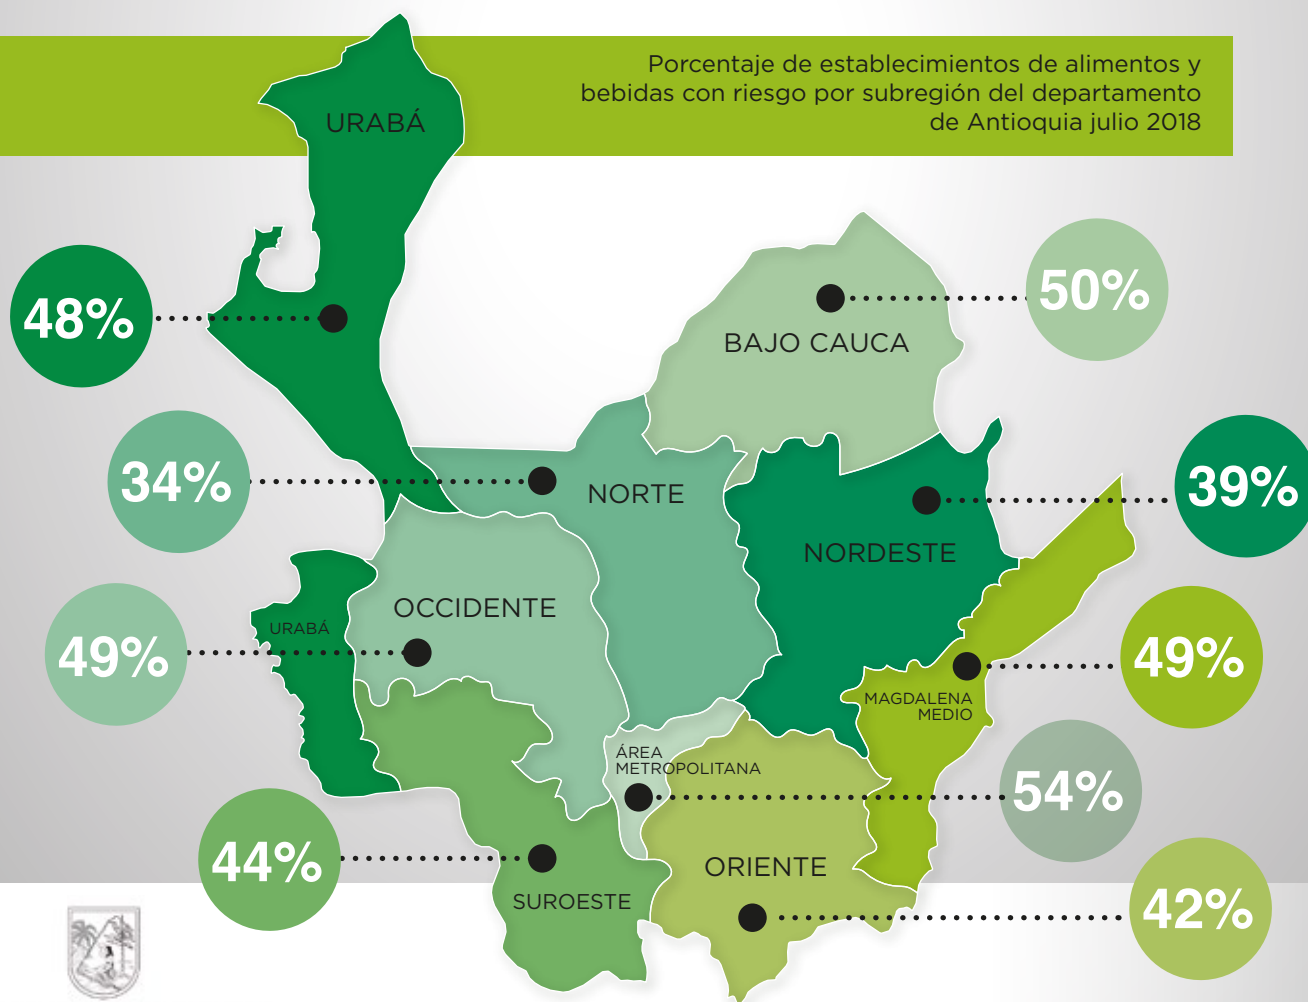 Porcentaje de establecimientos de alimentos y
bebidas con riesgo por subregión del departamento
de Antioquia julio 2018
URABÁ
48%
50%
BAJO CAUCA
34%
NORTE
39%
NORDESTE
OCCIDENTE
URABÁ
49%
49%
MAGDALENA
MEDIO
ÁREA
METROPOLITANA
54%
44%
ORIENTE
SUROESTE
42%